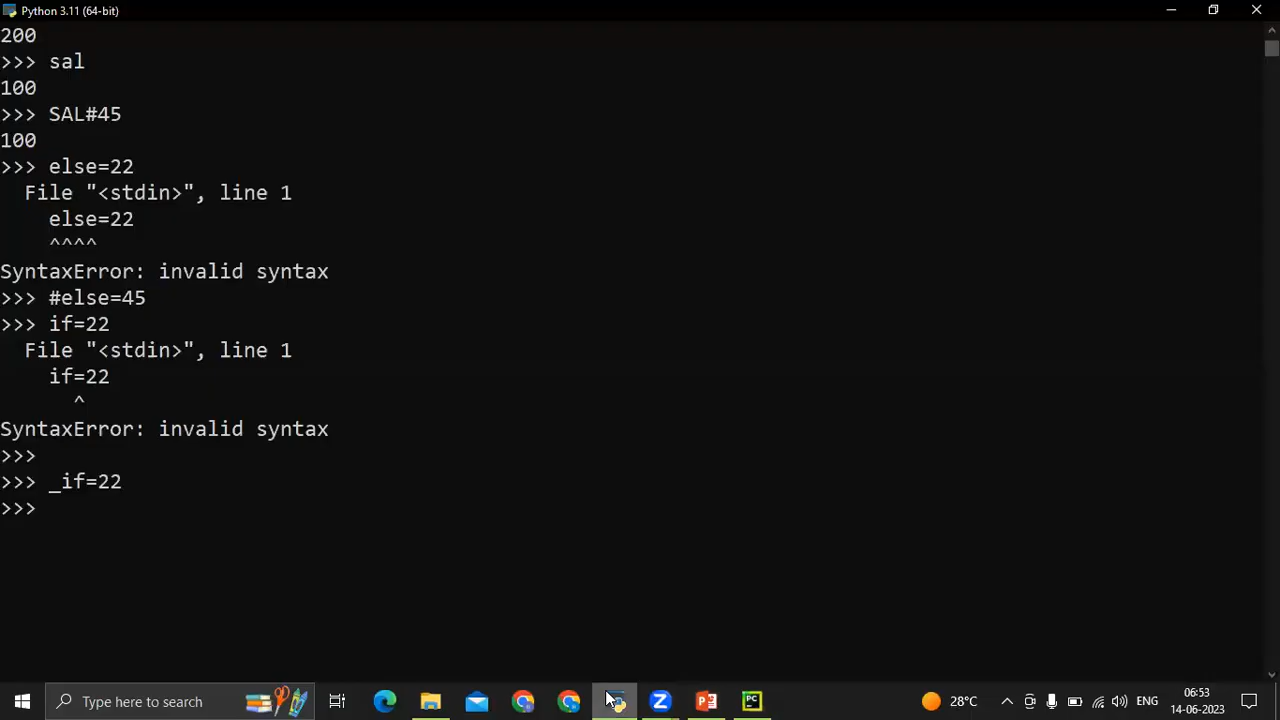 Python 3.11 (64-bit)
200
>>> sal
100
>>> SAL#45
100
>>> else=22
  File "<stdin>", line 1
    else=22
    ^^^^
SyntaxError: invalid syntax
>>> #else=45
>>> if=22
  File "<stdin>", line 1
    if=22
      ^
SyntaxError: invalid syntax
>>>
>>> _if=22
>>>
Type here to search
28°C
ENG
06:53
14-06-2023